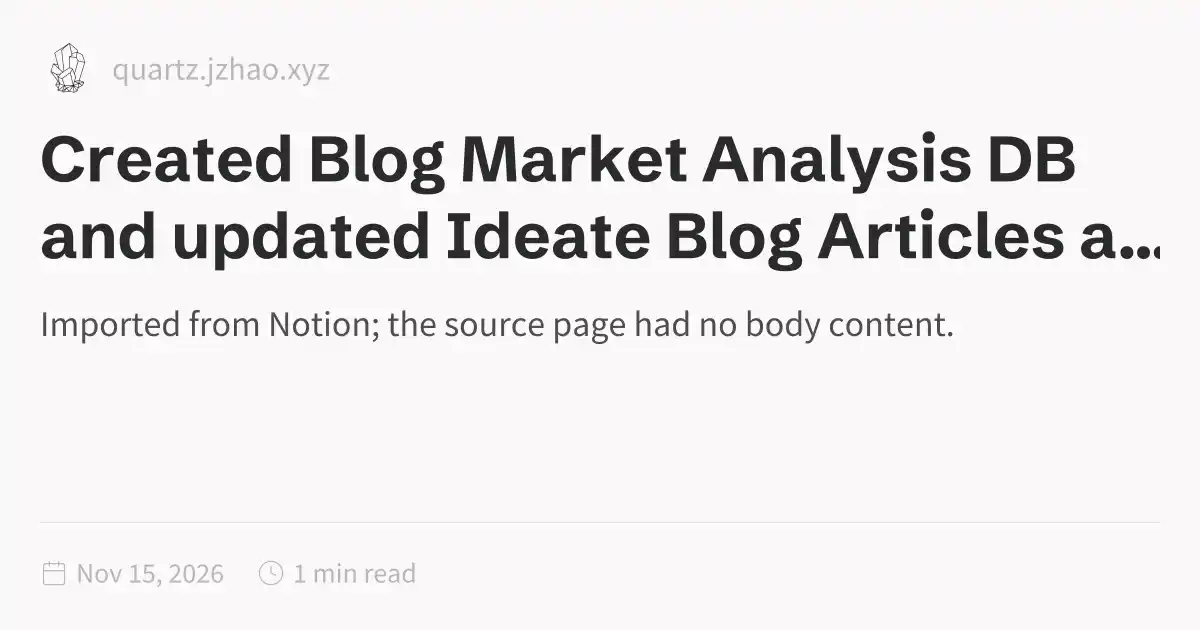 quartz.jzhao.xyz
Created Blog Market Analysis DB
and updated Ideate Blog Articles a...
Imported from Notion; the source page had no body content.
Nov 15, 2026 1 min read